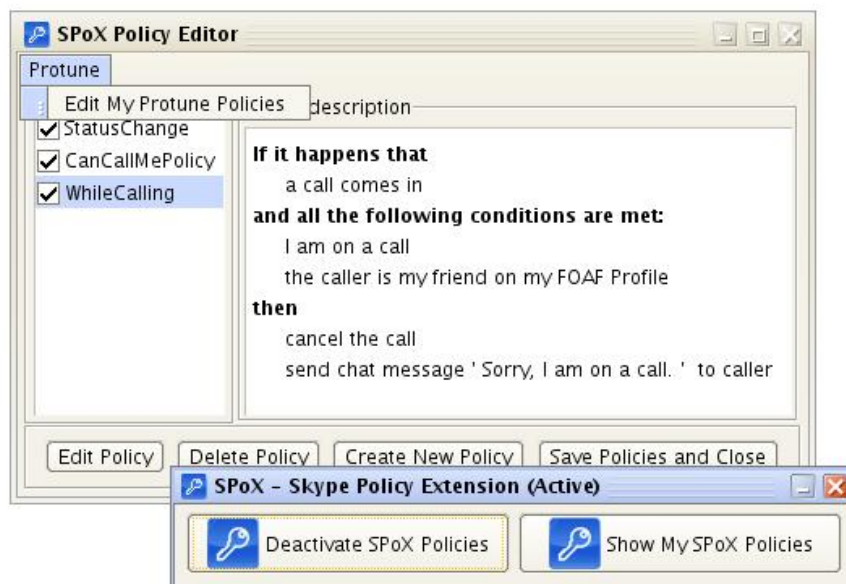 SPoX Policy Editor
Protune
Edit My Protune Policies
description
StatusChange
CanCallMePolicy
WhileCalling
If it happens that
a call comes in
and all the following conditions are met:
I am on a call
the caller is my friend on my FOAF Profile
then
cancel the call
send chat message ' Sorry, I am on a call. ' to caller
Edit Policy Delete Policy Create New Policy Save Policies and Close
SPoX – Skype Policy Extension (Active)
Deactivate SPoX Policies Show My SPoX Policies